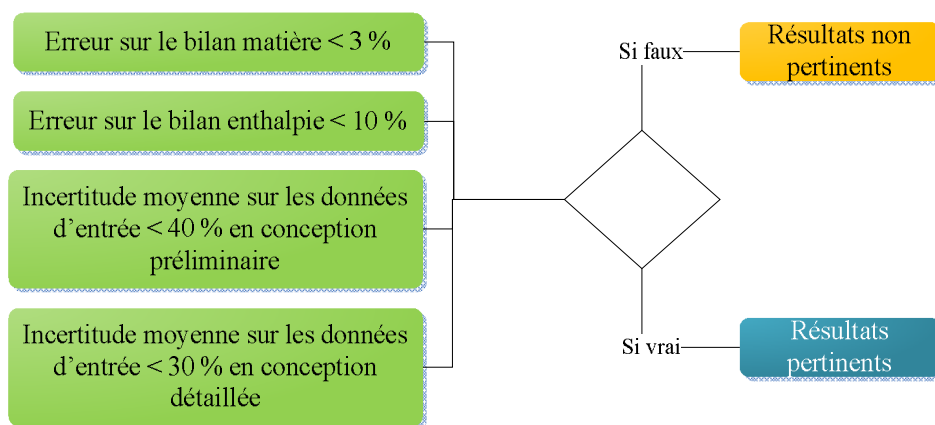 Erreur sur le bilan matière < 3 %
Erreur sur le bilan enthalpie < 10 %
Incertitude moyenne sur les données
d’entrée < 40 % en conception
préliminaire
Incertitude moyenne sur les données
d’entrée < 30 % en conception
détaillée
Si faux
Résultats non
pertinents
Si vrai
Résultats
pertinents